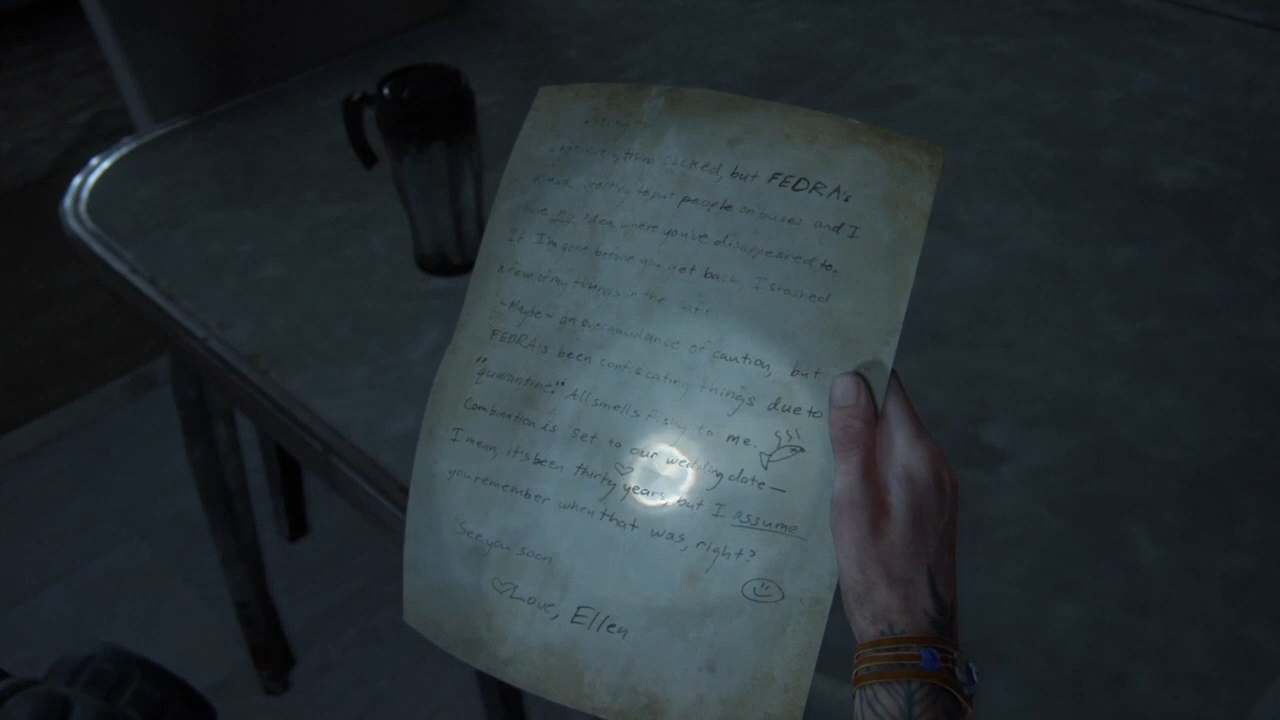 everything packed, but FEDRA's
starting to put people on buses and I
have no idea where you've disappeared to.
If I'm gone before you get back, I stashed
a few of my things in the
~Maybe~ an overabundance of caution, but
FEDRA's been confiscating things due to
"quarantine." All smells fishy to me.
Combination is set to our wedding date—
I mean, it's been thirty years, but I assume
you remember when that was, right?
See you soon
Love, Ellen